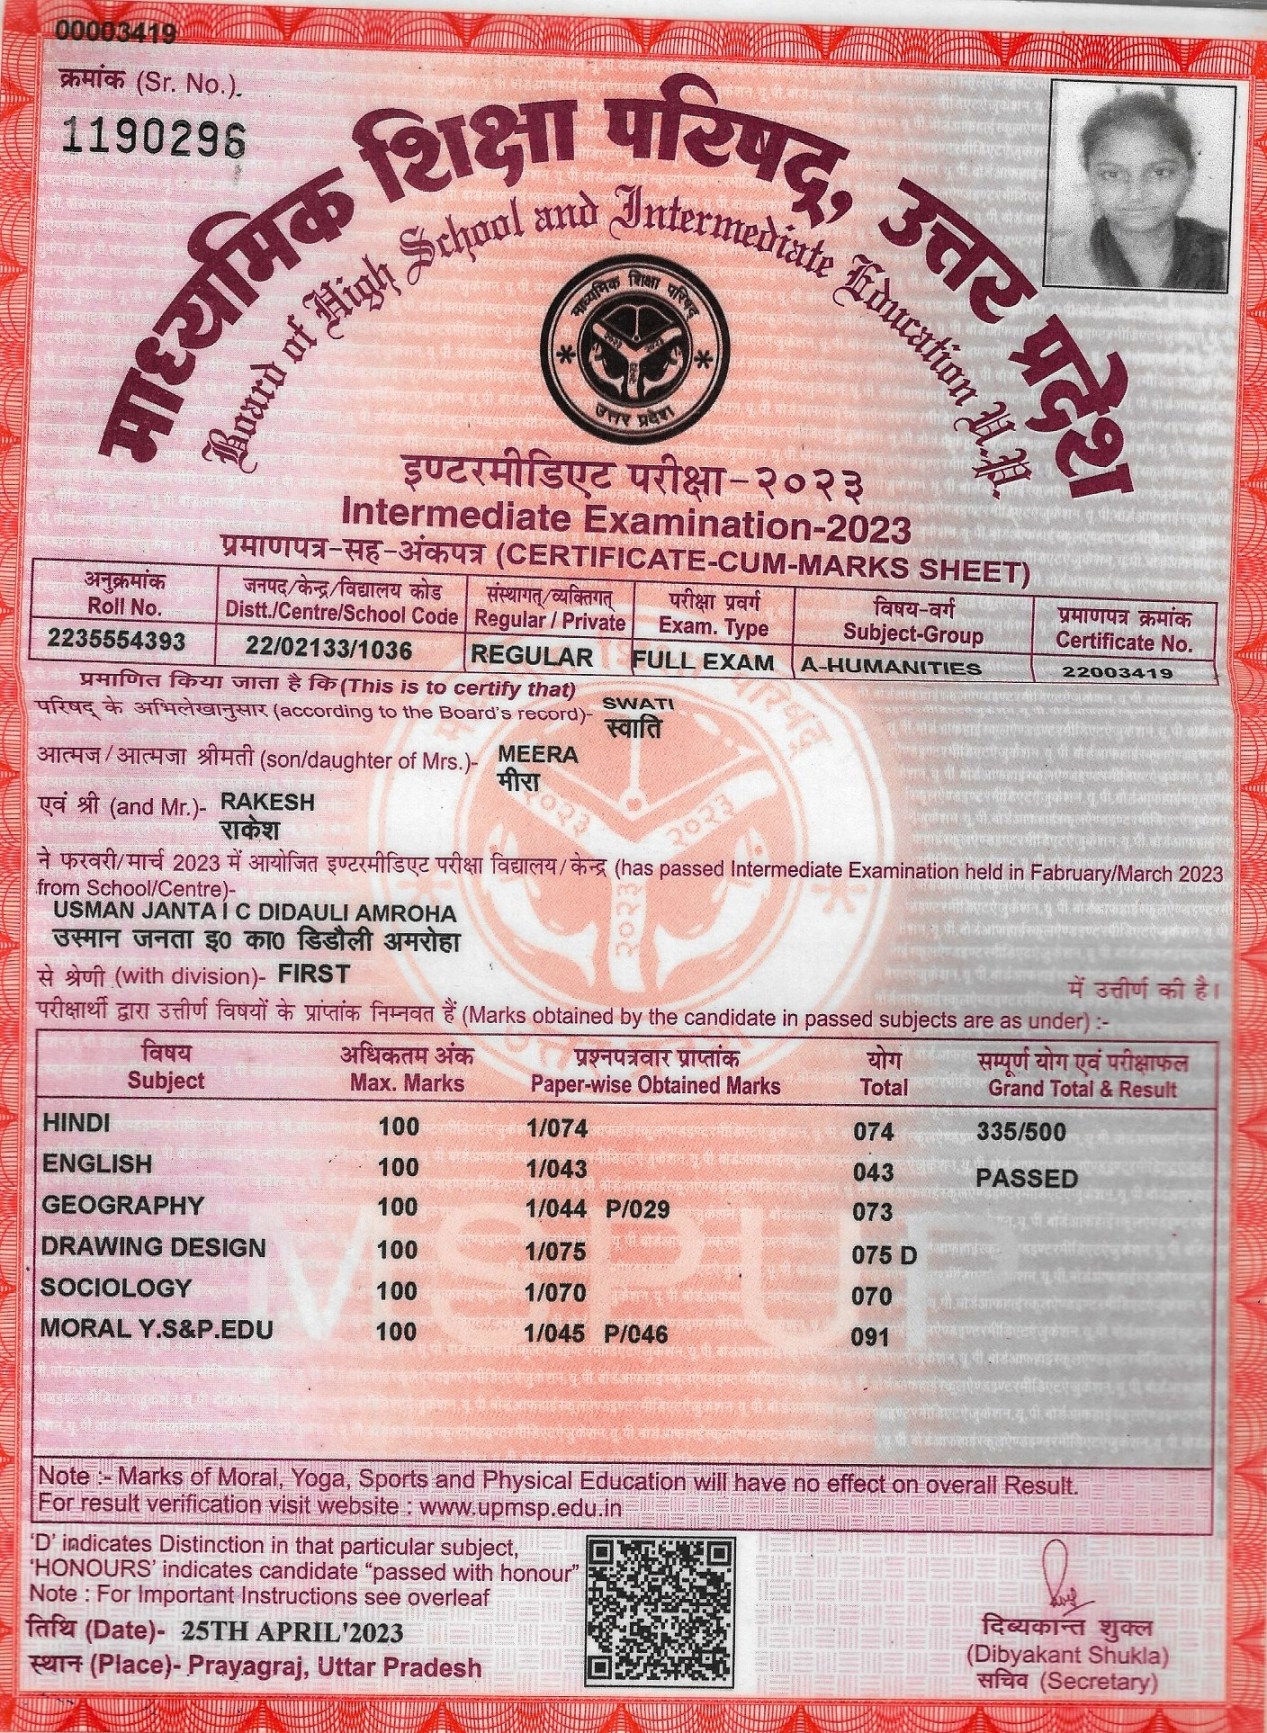 00003419
क्रमांक (Sr. No.)
1190296
माध्यमिक शिक्षा परिषद्, उत्तर प्रदेश
Board of High School and Intermediate Education U.P.
माध्यमिक शिक्षा परिषद्
उत्तर प्रदेश
इण्टरमीडिएट परीक्षा-२०२३
Intermediate Examination-2023
प्रमाणपत्र-सह-अंकपत्र (CERTIFICATE-CUM-MARKS SHEET)
अनुक्रमांक जनपद/केन्द्र/विद्यालय कोड संस्थागत्/व्यक्तिगत् परीक्षा प्रवर्ग विषय-वर्ग प्रमाणपत्र क्रमांक
Roll No. Distt./Centre/School Code Regular / Private Exam. Type Subject-Group Certificate No.
2235554393 22/02133/1036 REGULAR FULL EXAM A-HUMANITIES 22003419
प्रमाणित किया जाता है कि (This is to certify that)
परिषद् के अभिलेखानुसार (according to the Board's record)- SWATI
स्वाति
आत्मज/आत्मजा श्रीमती (son/daughter of Mrs.)- MEERA
मीरा
एवं श्री (and Mr.)- RAKESH
राकेश
ने फरवरी/मार्च 2023 में आयोजित इण्टरमीडिएट परीक्षा विद्यालय/केन्द्र (has passed Intermediate Examination held in Fabruary/March 2023
from School/Centre)-
USMAN JANTA I C DIDAULI AMROHA
उस्मान जनता इ0 का0 डिडौली अमरोहा
से श्रेणी (with division)- FIRST में उत्तीर्ण की है।
परीक्षार्थी द्वारा उत्तीर्ण विषयों के प्राप्तांक निम्नवत हैं (Marks obtained by the candidate in passed subjects are as under) :-
विषय अधिकतम अंक प्रश्नपत्रवार प्राप्तांक योग सम्पूर्ण योग एवं परीक्षाफल
Subject Max. Marks Paper-wise Obtained Marks Total Grand Total & Result
HINDI 100 1/074 074 335/500
ENGLISH 100 1/043 043 PASSED
GEOGRAPHY 100 1/044 P/029 073
DRAWING DESIGN 100 1/075 075 D
SOCIOLOGY 100 1/070 070
MORAL Y.S&P.EDU 100 1/045 P/046 091
Note :- Marks of Moral, Yoga, Sports and Physical Education will have no effect on overall Result.
For result verification visit website : www.upmsp.edu.in
'D' indicates Distinction in that particular subject,
'HONOURS' indicates candidate "passed with honour"
Note : For Important Instructions see overleaf
तिथि (Date)- 25TH APRIL'2023
स्थान (Place)- Prayagraj, Uttar Pradesh
दिव्यकान्त शुक्ल
(Dibyakant Shukla)
सचिव (Secretary)